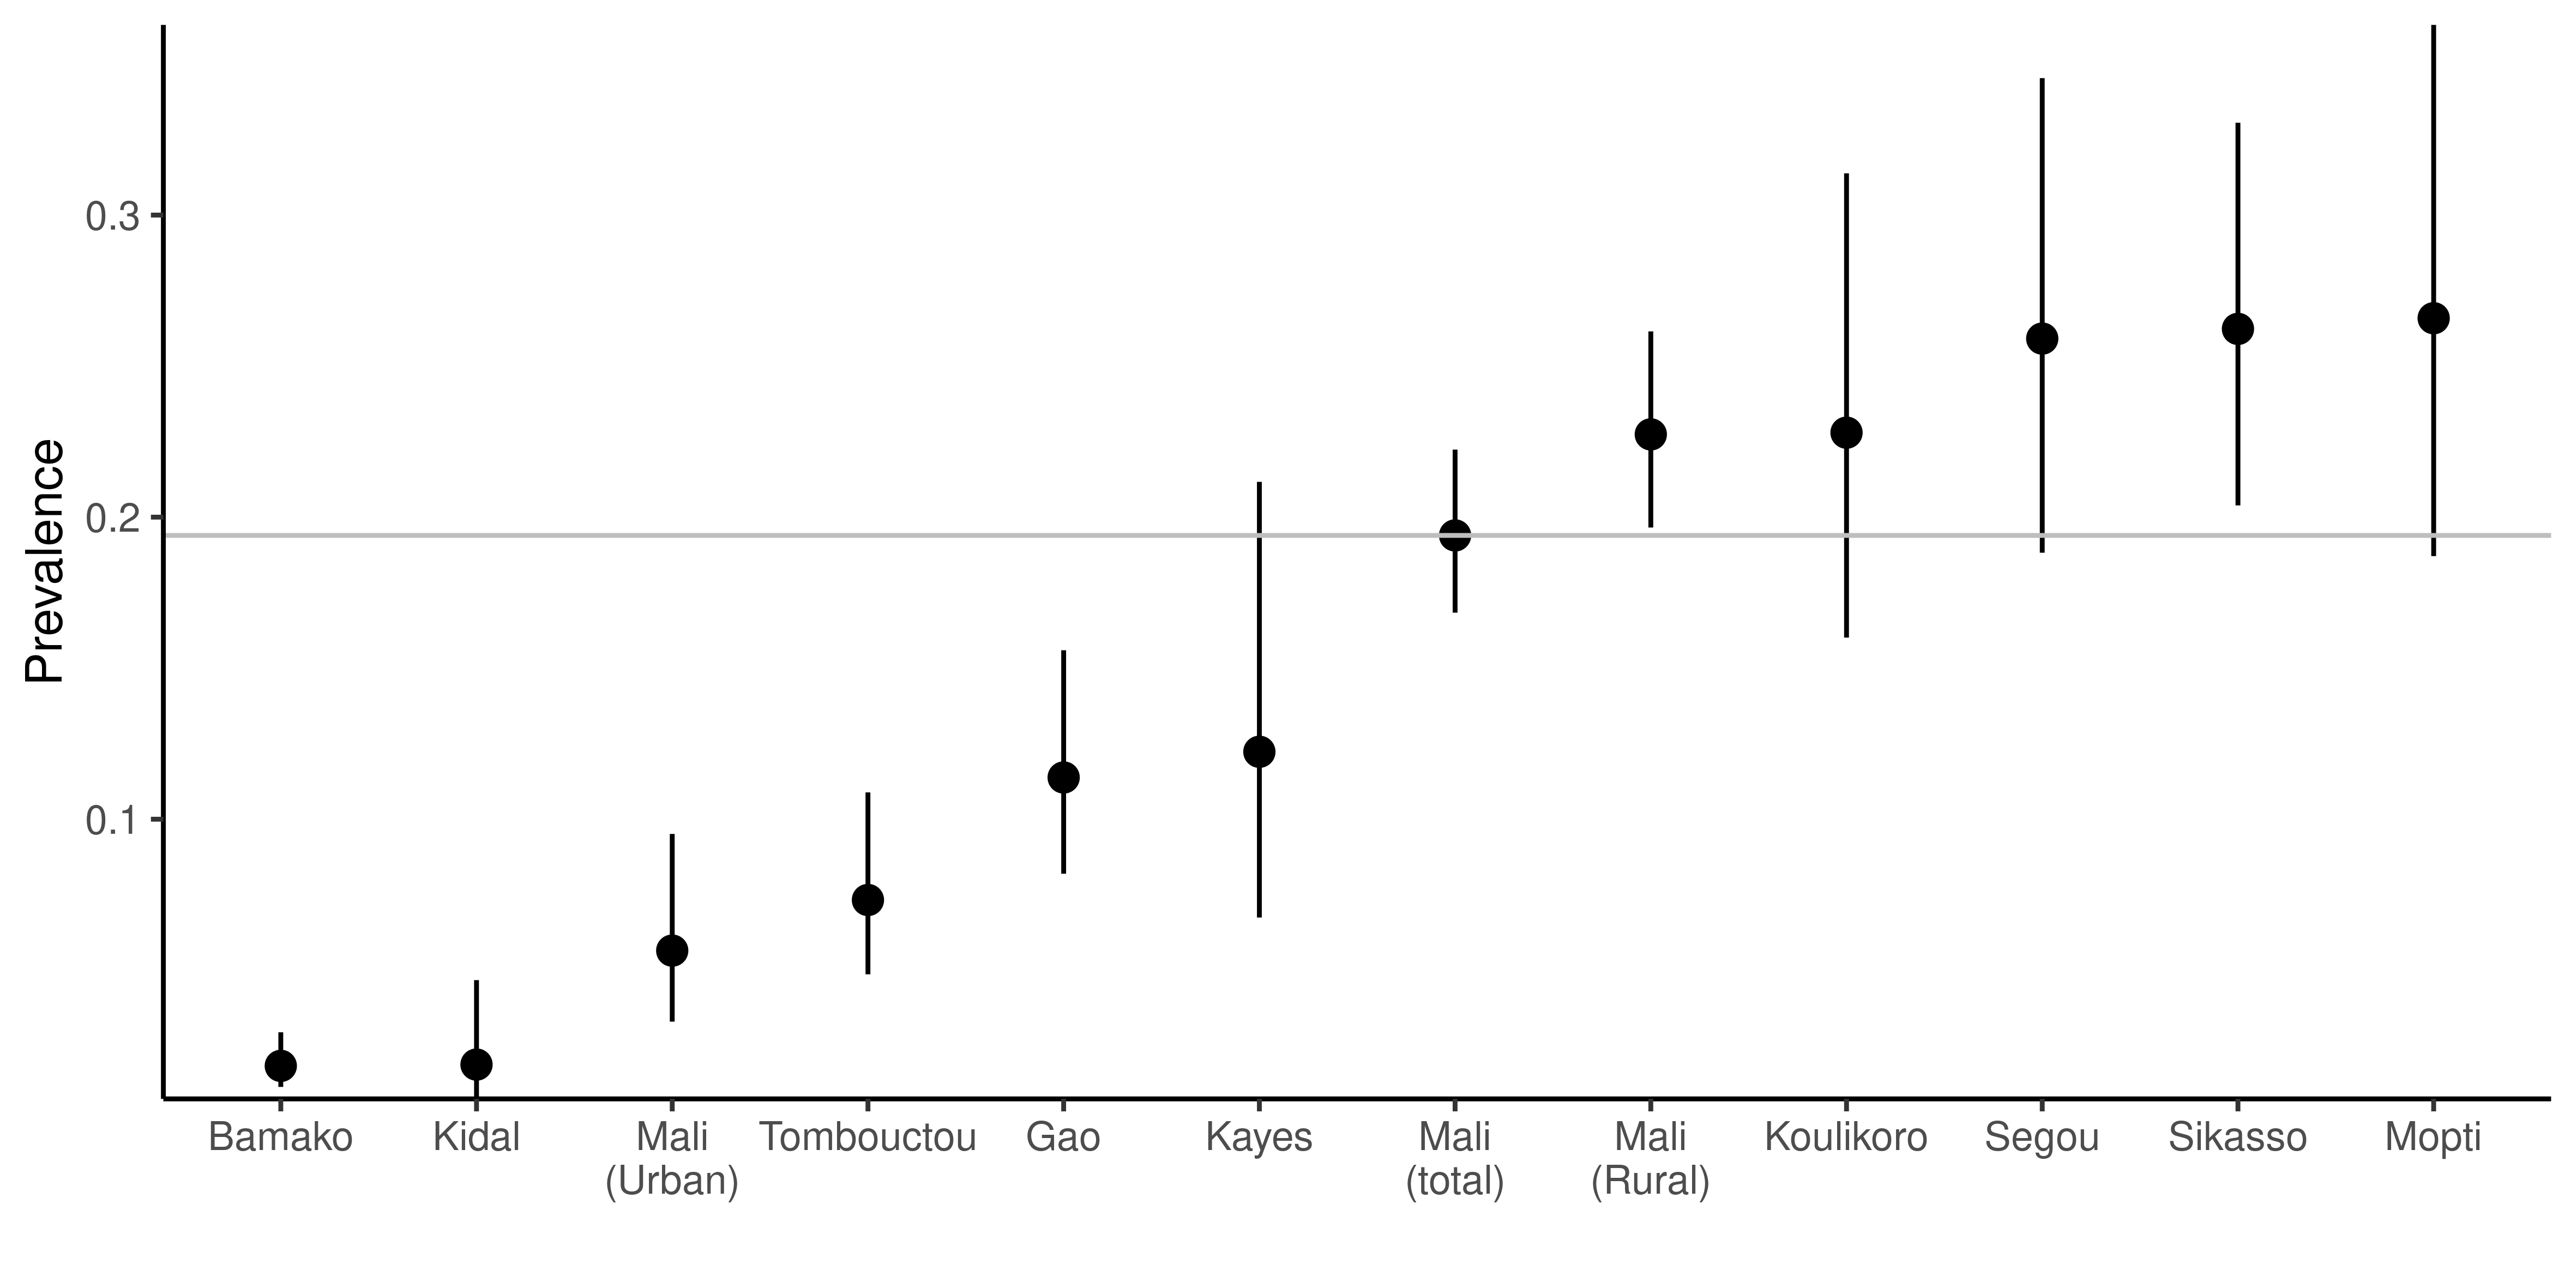 Prevalence
0.3
0.2
0.1
Bamako
Kidal
Mali
(Urban)
Tombouctou
Gao
Kayes
Mali
(total)
Mali
(Rural)
Koulikoro
Segou
Sikasso
Mopti